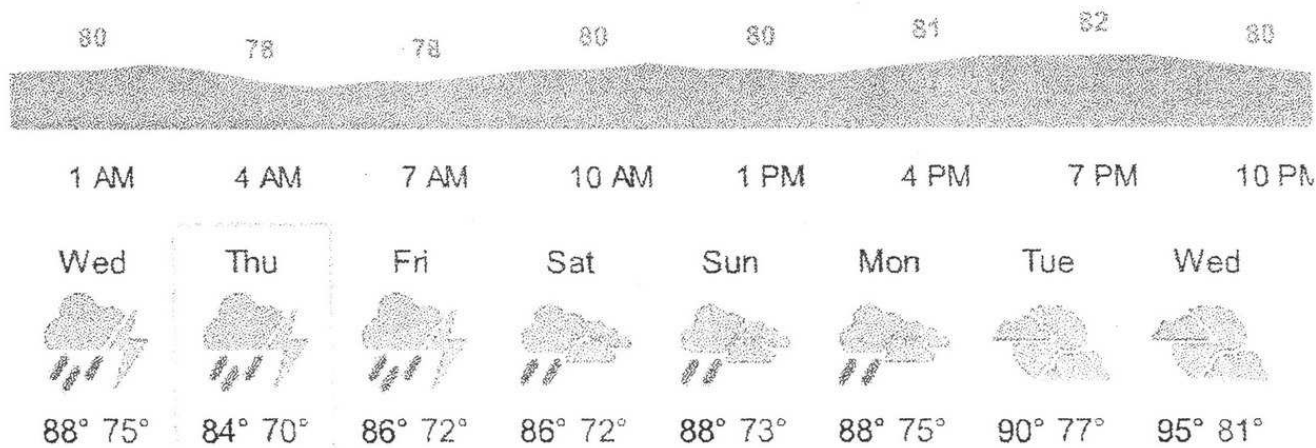 80 78 78 80 80 81 82 80
1 AM 4 AM 7 AM 10 AM 1 PM 4 PM 7 PM 10 PM
Wed Thu Fri Sat Sun Mon Tue Wed
88° 75° 84° 70° 86° 72° 86° 72° 88° 73° 88° 75° 90° 77° 95° 81°